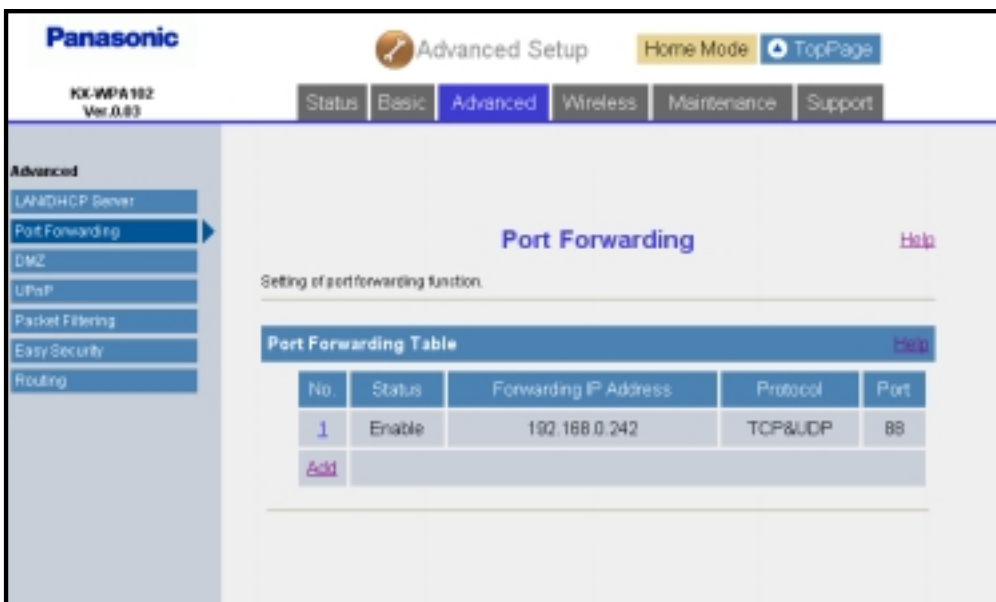 Panasonic
Advanced Setup
Home Mode
TopPage
KX-WPA102
Ver.0.03
Status
Basic
Advanced
Wireless
Maintenance
Support
Advanced
LAN/DHCP Server
Port Forwarding
DMZ
UPnP
Packet Filtering
Easy Security
Routing
Port Forwarding
Help
Setting of port forwarding function.
Port Forwarding Table
Help
No. Status Forwarding IP Address Protocol Port
1 Enable 192.168.0.242 TCP&UDP 88
Add